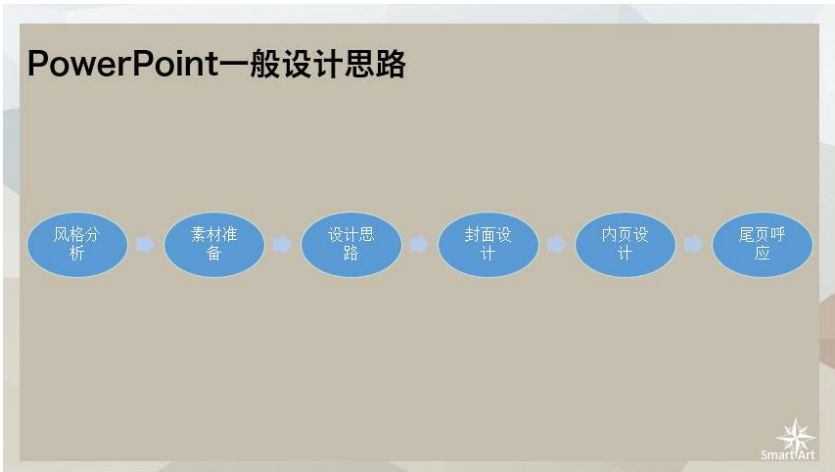 PowerPoint一般设计思路
风格分
析
素材准
备
设计思
路
封面设
计
内页设
计
尾页呼
应
Smart Art